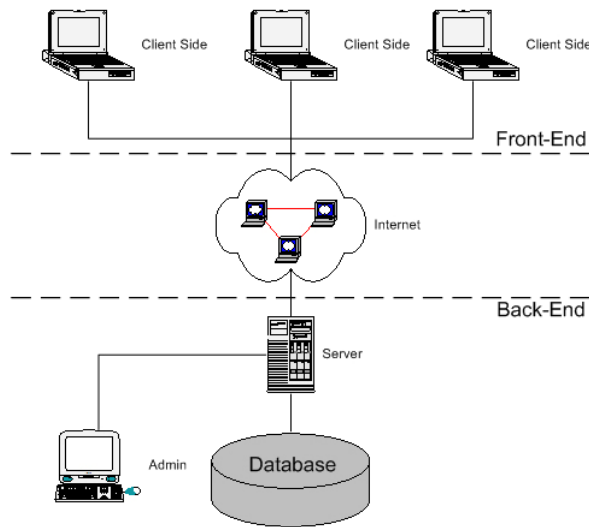 Client Side
Client Side
Client Side
Front-End
Internet
Back-End
Server
Admin
Database